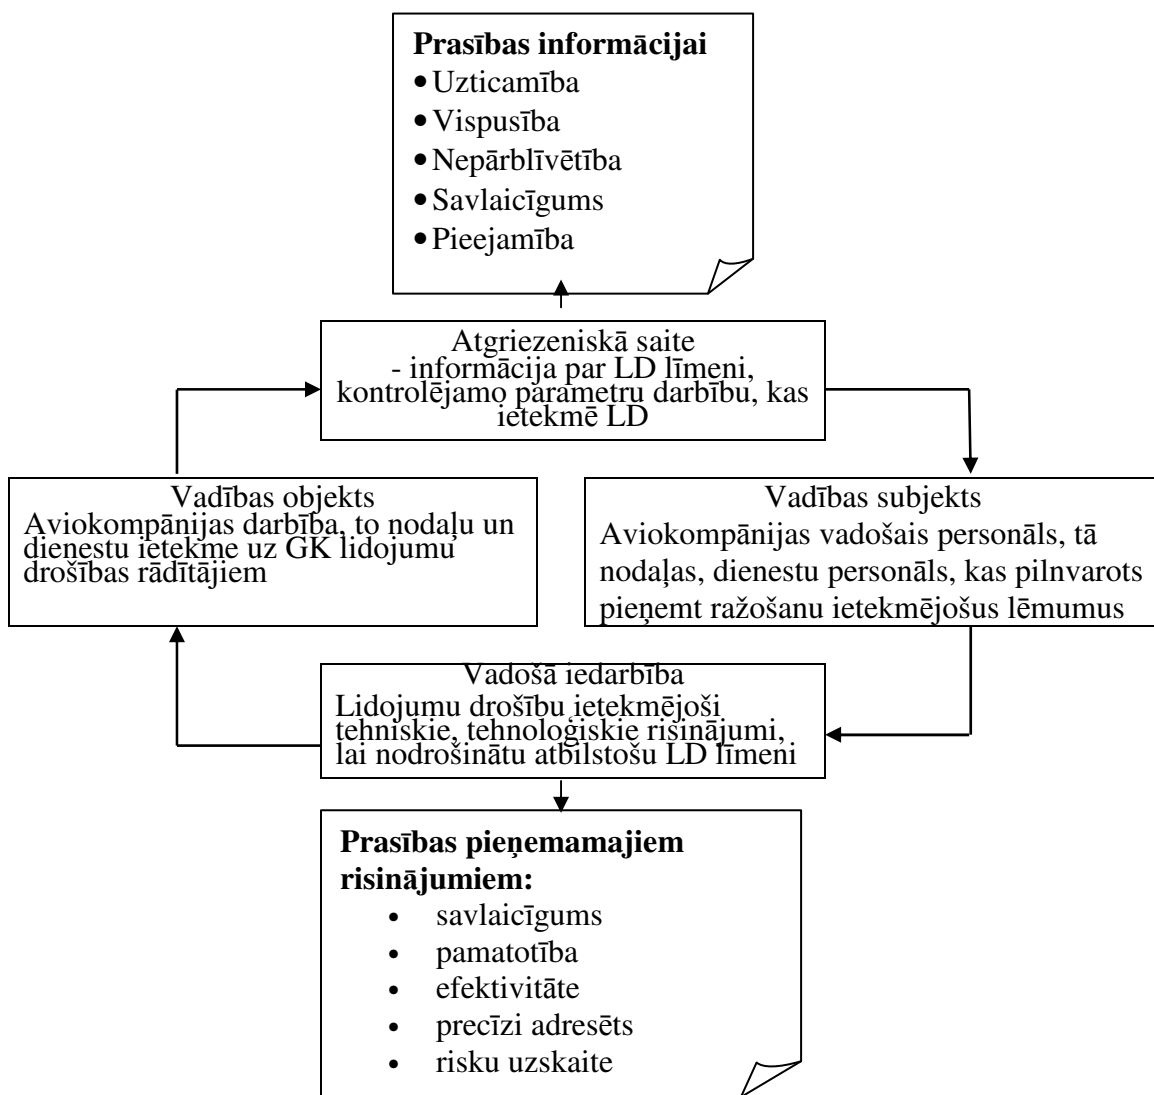 Prasības informācijai
• Uzticamība
• Vispusība
• Nepārblīvētība
• Savlaicīgums
• Pieejamība
Atgriezeniskā saite
- informācija par LD līmeni,
kontrolējamo parametru darbību, kas
ietekmē LD
Vadības objekts
Aviokompānijas darbība, to nodaļu un
dienestu ietekme uz GK lidojumu
drošības rādītājiem
Vadības subjekts
Aviokompānijas vadošais personāls, tā
nodaļas, dienestu personāls, kas pilnvarots
pieņemt ražošanu ietekmējošus lēmumus
Vadošā iedarbība
Lidojumu drošību ietekmējoši
tehniskie, tehnoloģiskie risinājumi,
lai nodrošinātu atbilstošu LD līmeni
Prasības pieņemamajiem
risinājumiem:
• savlaicīgums
• pamatotība
• efektivitāte
• precīzi adresēts
• risku uzskaite